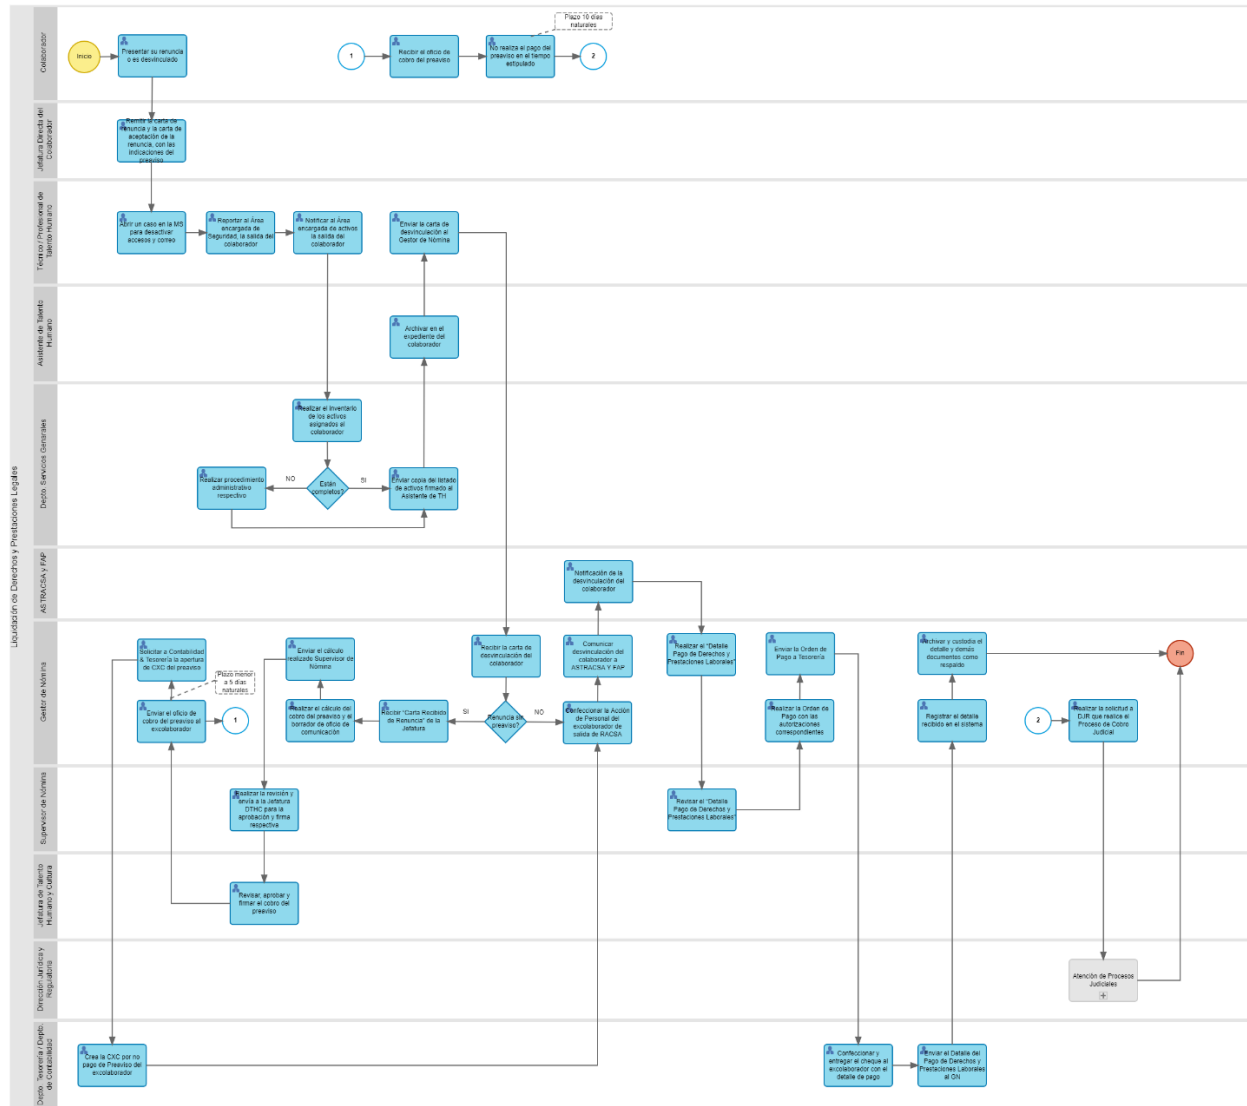 Liquidación de Derechos y Prestaciones Legales
Colaborador
Inicio
Presentar su renuncia
o es desvinculado
1
Recibir el oficio de
cobro del preaviso
No realiza el pago del
preaviso en el tiempo
estipulado
Plazo 10 días
naturales
2
Jefatura Directa del
Colaborador
Remitir la carta de
renuncia y la carta de
aceptación de la
renuncia, con las
indicaciones del
preaviso
Técnico / Profesional de
Talento Humano
Abrir un caso en la MS
para desactivar
accesos y correo
Reportar al Área
encargada de
Seguridad, la salida del
colaborador
Notificar al Área
encargada de activos
la salida del
colaborador
Enviar la carta de
desvinculación al
Gestor de Nómina
Asistente de Talento
Humano
Archivar en el
expediente del
colaborador
Depto. Servicios Generales
Realizar el inventario
de los activos
asignados al
colaborador
Realizar procedimiento
administrativo
respectivo
NO
Están
completos?
SI
Enviar copia del listado
de activos firmado al
Asistente de TH
ASTRACSA y FAP
Notificación de la
desvinculación del
colaborador
Gestor de Nómina
Solicitar a Contabilidad
& Tesorería la apertura
de CXC del preaviso
Plazo menor
a 5 días
naturales
Enviar el oficio de
cobro del preaviso al
excolaborador
1
Enviar el cálculo
realizado Supervisor de
Nómina
Realizar el cálculo del
cobro del preaviso y el
borrador de oficio de
comunicación
Recibir "Carta Recibido
de Renuncia" de la
Jefatura
SI
Recibir la carta de
desvinculación del
colaborador
Renuncia sin
preaviso?
NO
Comunicar
desvinculación del
colaborador a
ASTRACSA Y FAP
Confeccionar la Acción
de Personal del
excolaborador de
salida de RACSA
Realizar el "Detalle
Pago de Derechos y
Prestaciones Laborales"
Enviar la Orden de
Pago a Tesorería
Realizar la Orden de
Pago con las
autorizaciones
correspondientes
Archivar y custodia el
detalle y demás
documentos como
respaldo
Registrar el detalle
recibido en el sistema
2
Realizar la solicitud a
DJR que realice el
Proceso de Cobro
Judicial
Fin
Supervisor de Nómina
Realizar la revisión y
envía a la Jefatura
DTHC para la
aprobación y firma
respectiva
Revisar el "Detalle
Pago de Derechos y
Prestaciones Laborales"
Jefatura de Talento
Humano y Cultura
Revisar, aprobar y
firmar el cobro del
preaviso
Dirección Jurídica y
Regulatoria
Atención de Procesos
Judiciales
Depto. Tesorería / Depto.
de Contabilidad
Crea la CXC por no
pago de Preaviso del
excolaborador
Confeccionar y
entregar el cheque al
excolaborador con el
detalle de pago
Enviar el Detalle del
Pago de Derechos y
Prestaciones Laborales
al GN